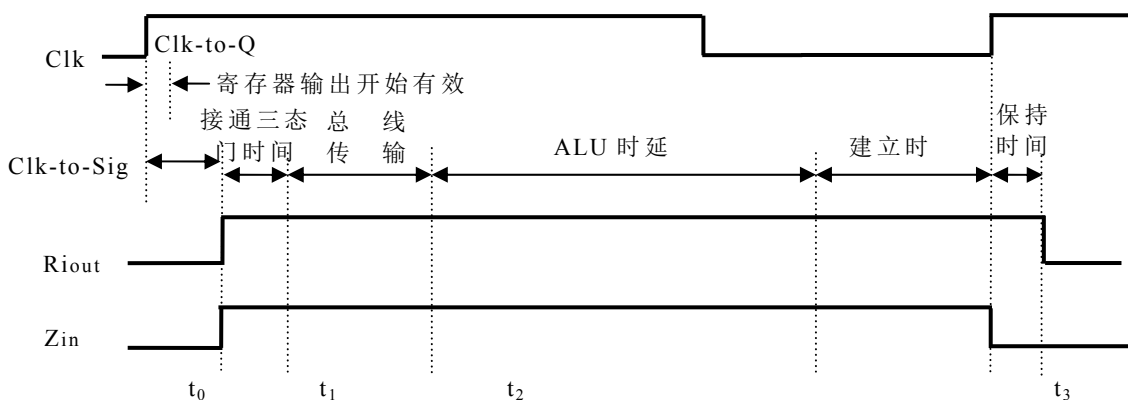 Clk
Clk-to-Q
寄存器输出开始有效
接通三态
门时间
总线
传输
ALU 时延
建立时
保持
时间
Clk-to-Sig
Riout
Zin
t0 t1 t2 t3